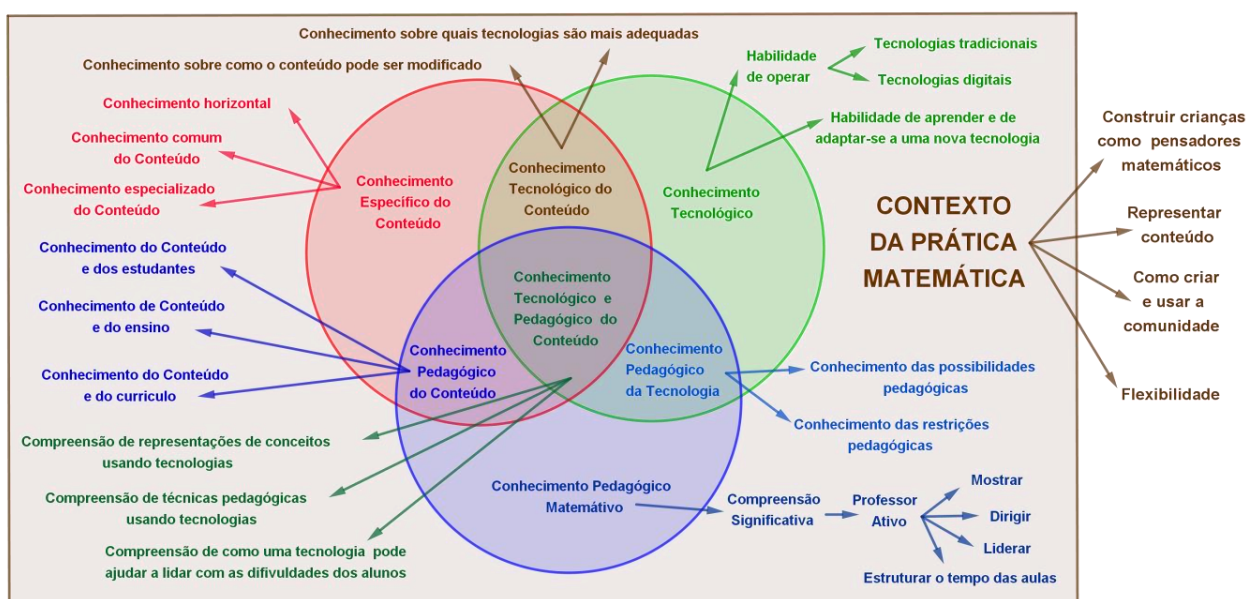 Conhecimento sobre quais tecnologias são mais adequadas
Conhecimento sobre como o conteúdo pode ser modificado
Conhecimento horizontal
Conhecimento comum
do Conteúdo
Conhecimento especializado
do Conteúdo
Conhecimento
Específico do
Conteúdo
Conhecimento
Tecnológico do
Conteúdo
Habilidade
de operar
Tecnologias tradicionais
Tecnologias digitais
Habilidade de aprender e de
adaptar-se a uma nova tecnologia
Conhecimento
Tecnológico
CONTEXTO
DA PRÁTICA
MATEMÁTICA
Construir crianças
como pensadores
matemáticos
Representar
conteúdo
Como criar
e usar a
comunidade
Flexibilidade
Conhecimento do Conteúdo
e dos estudantes
Conhecimento de Conteúdo
e do ensino
Conhecimento do Conteúdo
e do curriculo
Conhecimento
Tecnológico e
Pedagógico do
Conteúdo
Conhecimento
Pedagógico
do Conteúdo
Conhecimento
Pedagógico
da Tecnologia
Conhecimento das possibilidades
pedagógicas
Conhecimento das restrições
pedagógicas
Compreensão de representações de conceitos
usando tecnologias
Compreensão de técnicas pedagógicas
usando tecnologias
Compreensão de como uma tecnologia pode
ajudar a lidar com as difivuldades dos alunos
Conhecimento Pedagógico
Matemátivo
Compreensão
Significativa
Professor
Ativo
Mostrar
Dirigir
Liderar
Estruturar o tempo das aulas